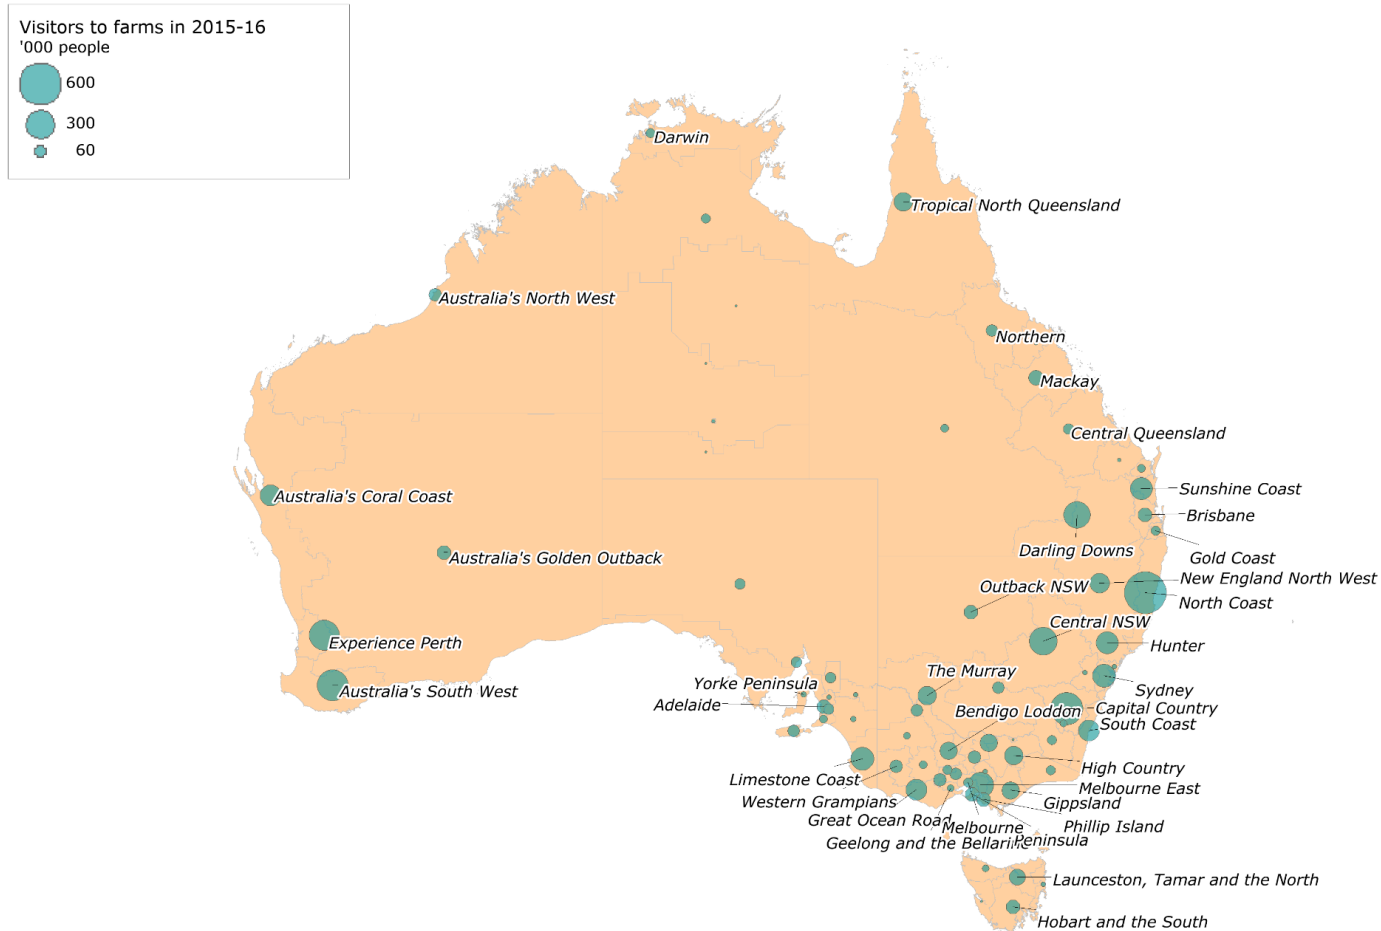 Visitors to farms in 2015-16
'000 people
600
300
60
Darwin
Tropical North Queensland
Australia's North West
Northern
Mackay
Central Queensland
Sunshine Coast
Australia's Coral Coast
Brisbane
Darling Downs
Gold Coast
Australia's Golden Outback
New England North West
Outback NSW
North Coast
Central NSW
Experience Perth
Hunter
The Murray
Yorke Peninsula
Australia's South West
Sydney
Adelaide
Bendigo Loddon
Capital Country
South Coast
High Country
Limestone Coast
Melbourne East
Western Grampians
Gippsland
Great Ocean Road
Melbourne
Phillip Island
Geelong and the Bellarine
Peninsula
Launceston, Tamar and the North
Hobart and the South